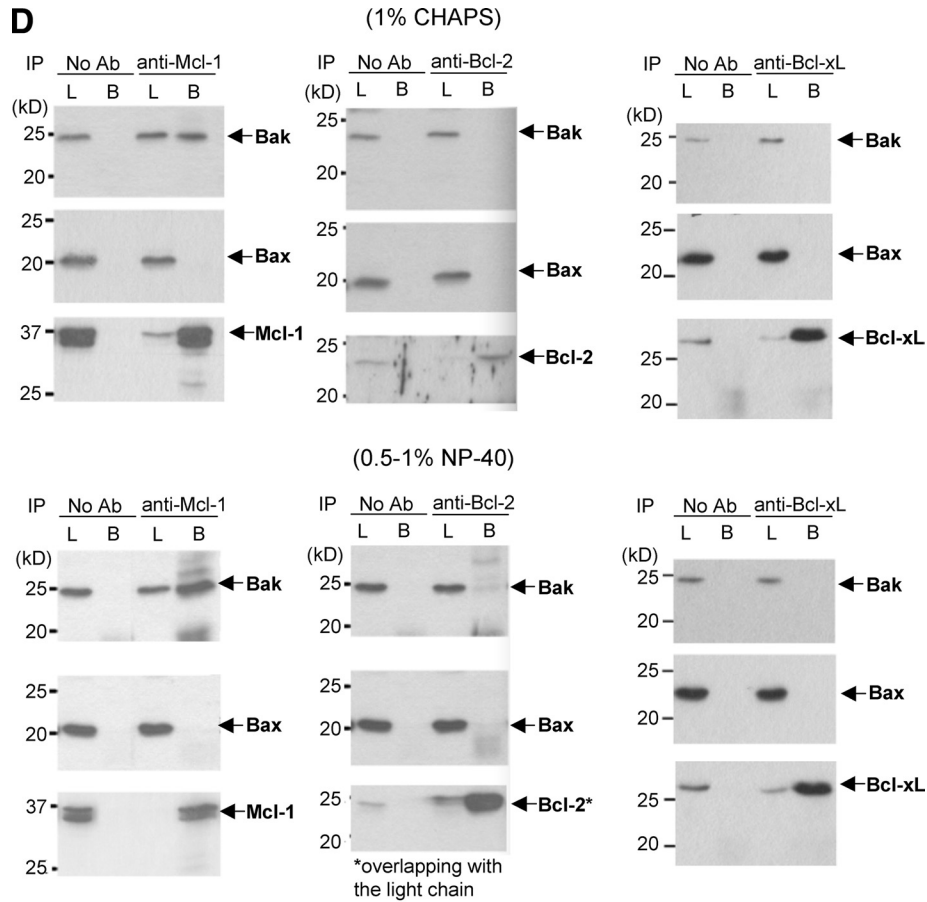 D
(1% CHAPS)
IP No Ab anti-Mcl-1
L B L B
(kD)
25 Bak
20
25
20 Bax
37 Mcl-1
25
IP No Ab anti-Bcl-2
(kD) L B L B
25 Bak
20
25
20 Bax
25 Bcl-2
20
IP No Ab anti-Bcl-xL
L B L B
(kD)
25 Bak
20
25 Bax
20
Bcl-xL
25
20
(0.5-1% NP-40)
IP No Ab anti-Mcl-1
L B L B
(kD)
25 Bak
20
25
20 Bax
37 Mcl-1
25
IP No Ab anti-Bcl-2
L B L B
(kD)
25 Bak
20
25
20 Bax
25 Bcl-2*
20
*overlapping with
the light chain
IP No Ab anti-Bcl-xL
L B L B
(kD)
25 Bak
20
25 Bax
20
Bcl-xL
25
20